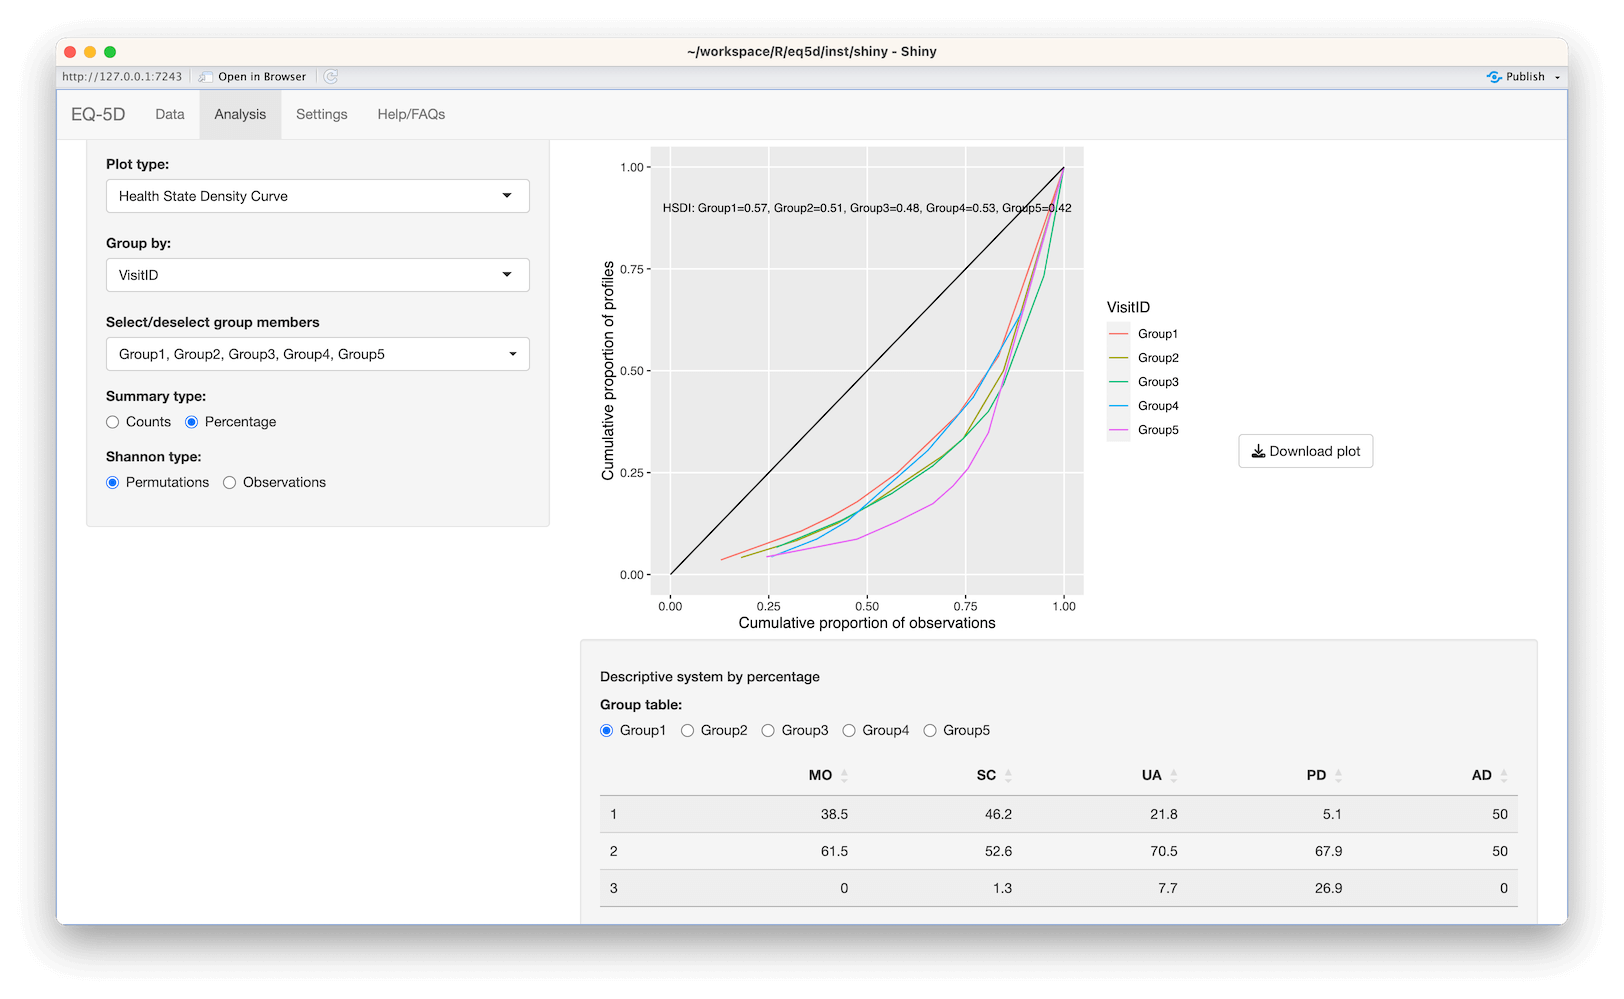 ~/workspace/R/eq5d/inst/shiny - Shiny
http://127.0.0.1:7243 Open in Browser Publish
EQ-5D Data Analysis Settings Help/FAQs
Plot type:
Health State Density Curve
Group by:
VisitID
Select/deselect group members
Group1, Group2, Group3, Group4, Group5
Summary type:
Counts Percentage
Shannon type:
Permutations Observations
1.00
HSDI: Group1=0.57, Group2=0.51, Group3=0.48, Group4=0.53, Group5=0.42
0.75
0.50
0.25
0.00
Cumulative proportion of profiles
0.00 0.25 0.50 0.75 1.00
Cumulative proportion of observations
VisitID
Group1
Group2
Group3
Group4
Group5
Download plot
Descriptive system by percentage
Group table:
Group1 Group2 Group3 Group4 Group5
MO SC UA PD AD
1 38.5 46.2 21.8 5.1 50
2 61.5 52.6 70.5 67.9 50
3 0 1.3 7.7 26.9 0